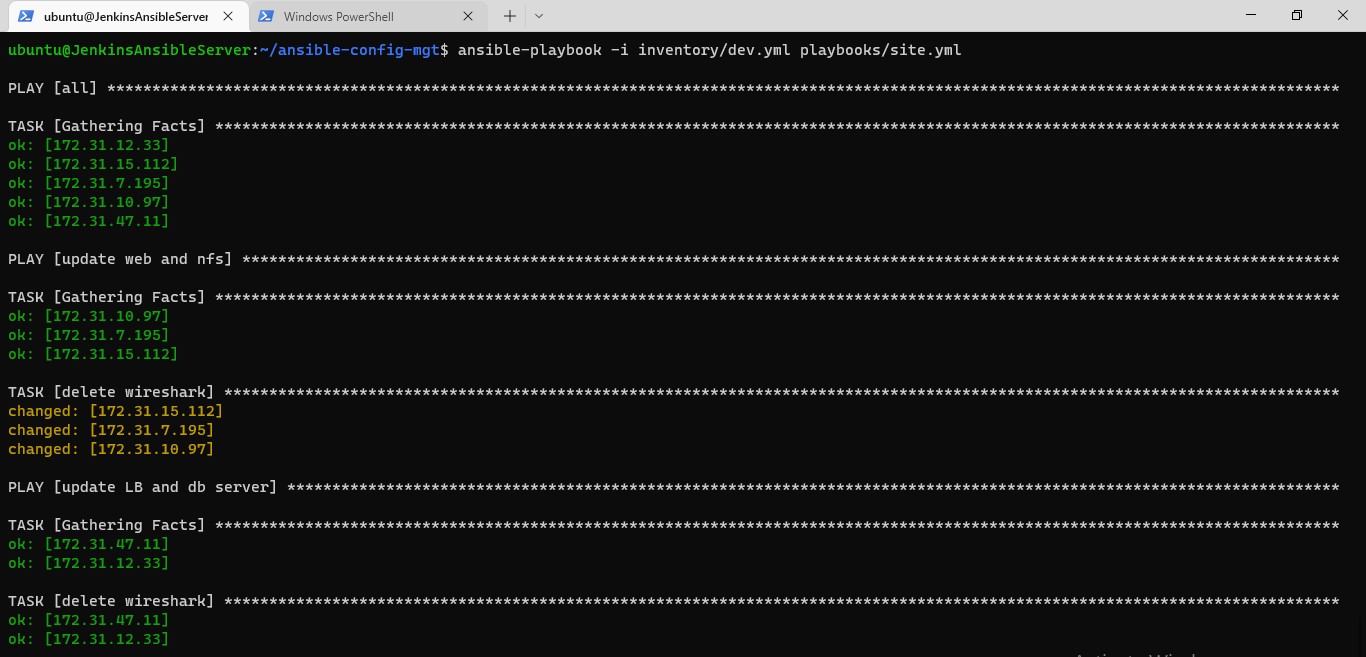 ubuntu@JenkinsAnsibleServer
Windows PowerShell
ubuntu@JenkinsAnsibleServer:~/ansible-config-mgt$ ansible-playbook -i inventory/dev.yml playbooks/site.yml
PLAY [all] *****************************************************************************************************************************************
TASK [Gathering Facts] *****************************************************************************************************************************
ok: [172.31.12.33]
ok: [172.31.15.112]
ok: [172.31.7.195]
ok: [172.31.10.97]
ok: [172.31.47.11]
PLAY [update web and nfs] **************************************************************************************************************************
TASK [Gathering Facts] *****************************************************************************************************************************
ok: [172.31.10.97]
ok: [172.31.7.195]
ok: [172.31.15.112]
TASK [delete wireshark] ****************************************************************************************************************************
changed: [172.31.15.112]
changed: [172.31.7.195]
changed: [172.31.10.97]
PLAY [update LB and db server] *********************************************************************************************************************
TASK [Gathering Facts] *****************************************************************************************************************************
ok: [172.31.47.11]
ok: [172.31.12.33]
TASK [delete wireshark] ****************************************************************************************************************************
ok: [172.31.47.11]
ok: [172.31.12.33]